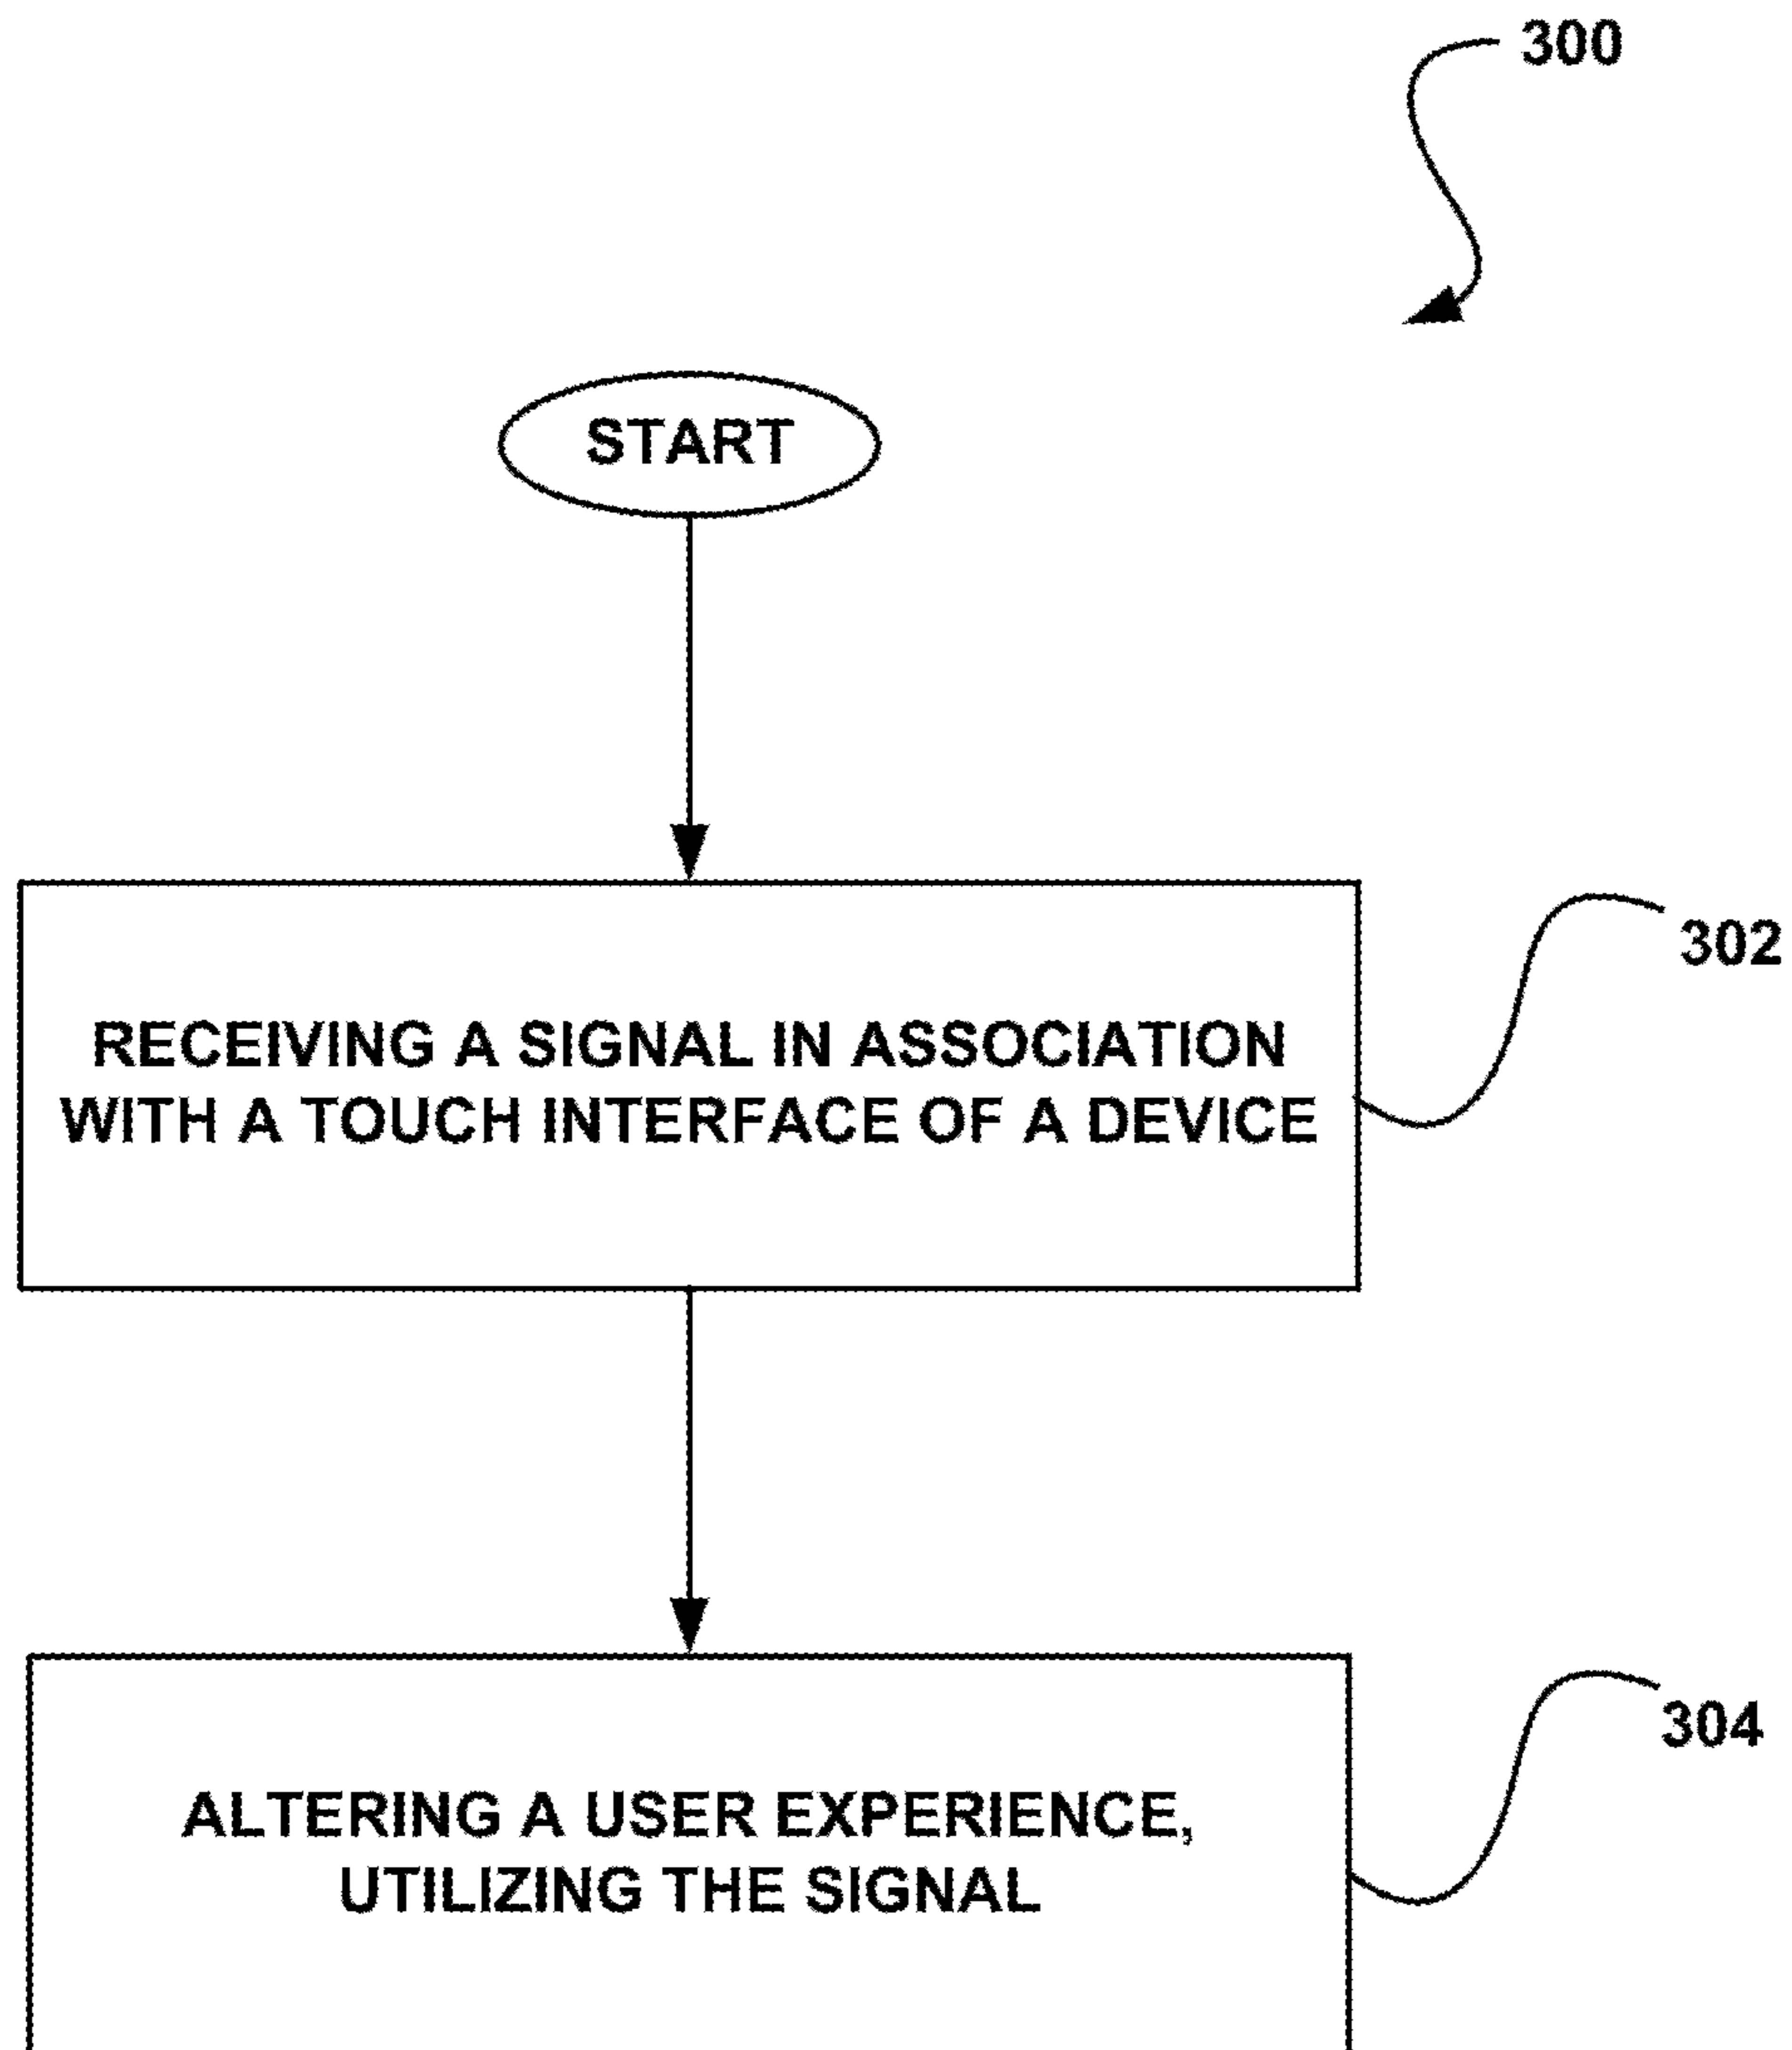 300
START
302
RECEIVING A SIGNAL IN ASSOCIATION
WITH A TOUCH INTERFACE OF A DEVICE
304
ALTERING A USER EXPERIENCE,
UTILIZING THE SIGNAL